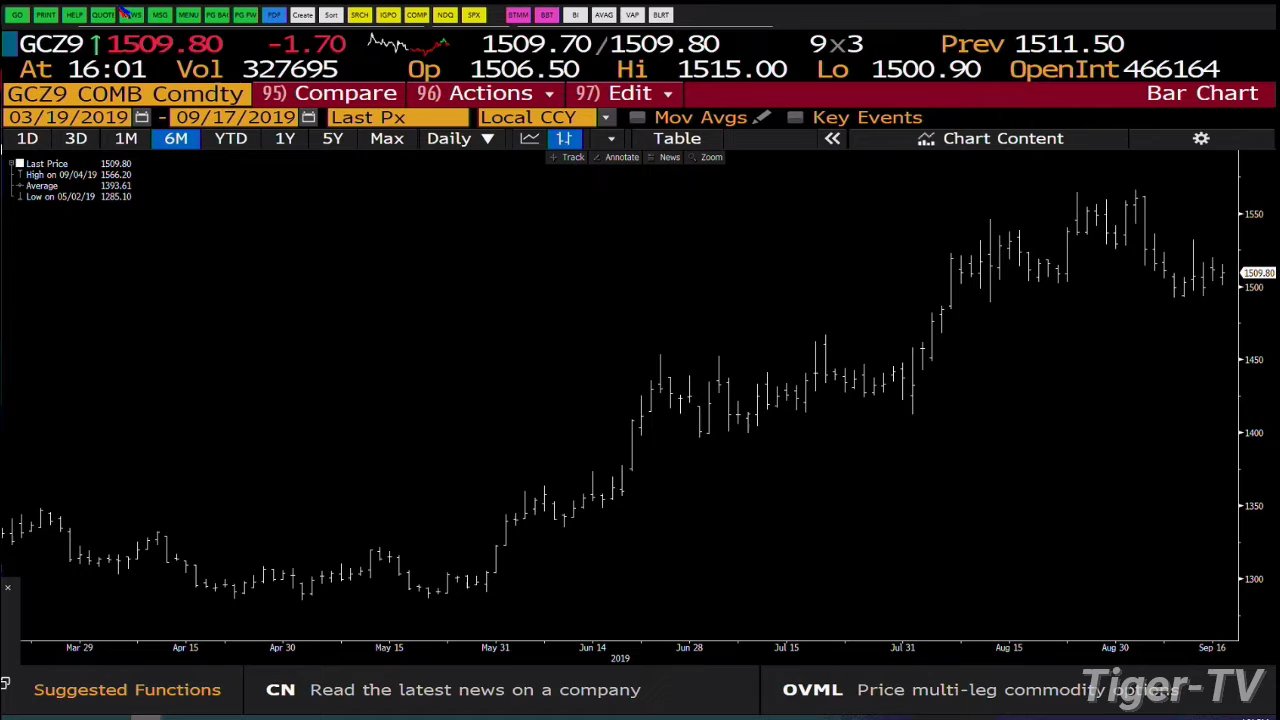 GO PRINT HELP QUOTE NEWS MSG MENU PG BAC PG FW PDF Create Sort SRCH IGPO COMP NDQ SPX BTMM BBT BI AVAG VAP BLRT
GCZ9 ↑1509.80 -1.70 1509.70/1509.80 9x3 Prev 1511.50
At 16:01 Vol 327695 Op 1506.50 Hi 1515.00 Lo 1500.90 OpenInt 466164
GCZ9 COMB Comdty 95) Compare 96) Actions 97) Edit Bar Chart
03/19/2019 - 09/17/2019 Last Px Local CCY Mov Avgs Key Events
1D 3D 1M 6M YTD 1Y 5Y Max Daily ▼ Table « Chart Content
Track Annotate News Zoom
Last Price 1509.80
High on 09/04/19 1566.20
Average 1393.61
Low on 05/02/19 1285.10
1550
1509.80
1500
1450
1400
1350
1300
Mar 29 Apr 15 Apr 30 May 15 May 31 Jun 14 Jun 28 Jul 15 Jul 31 Aug 15 Aug 30 Sep 16
2019
Suggested Functions CN Read the latest news on a company OVML Price multi-leg commodity options
Tiger-TV